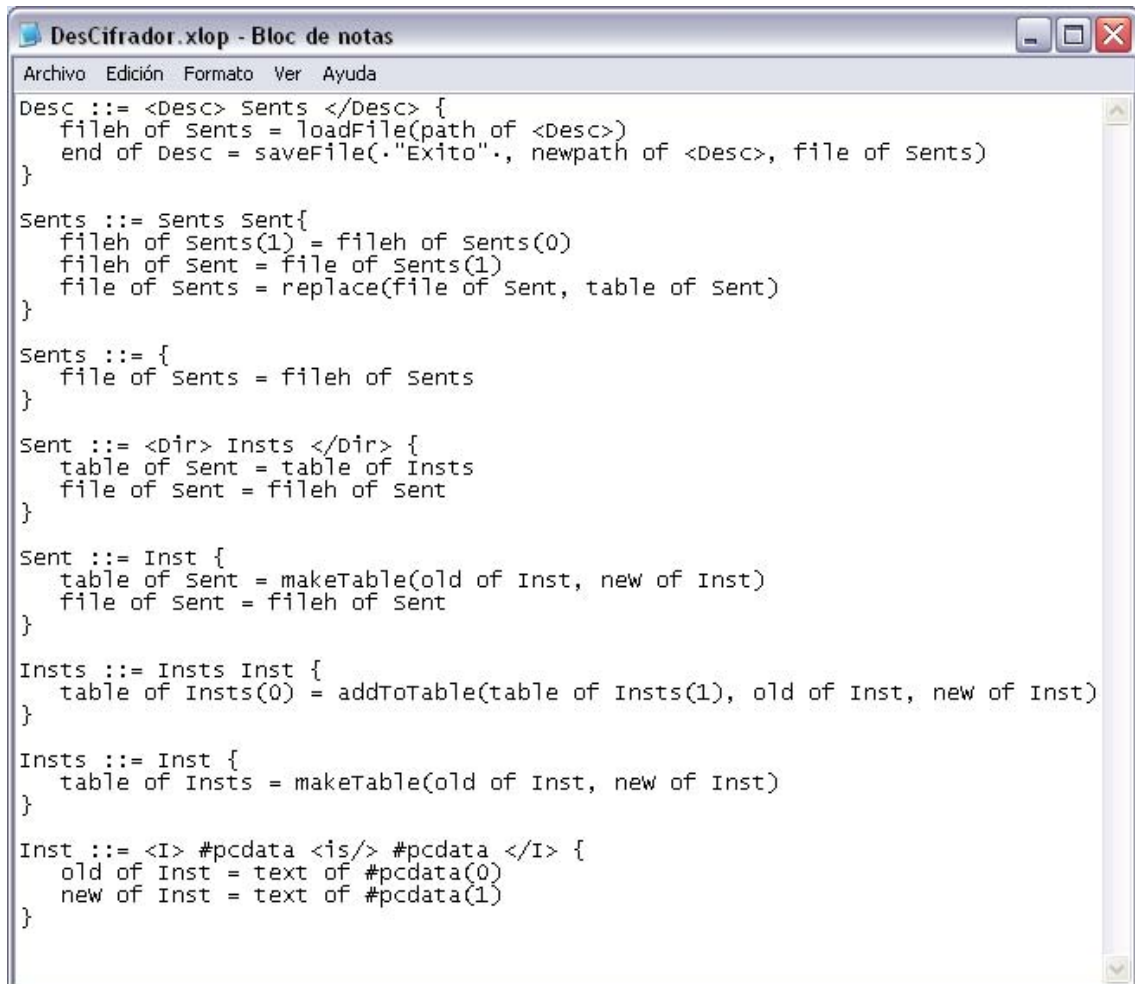 DesCifrador.xlop - Bloc de notas
Archivo Edición Formato Ver Ayuda
Desc ::= <Desc> Sents </Desc> {
   fileh of Sents = loadFile(path of <Desc>)
   end of Desc = saveFile(·"Exito"·, newpath of <Desc>, file of Sents)
}

Sents ::= Sents Sent{
   fileh of Sents(1) = fileh of Sents(0)
   fileh of Sent = file of Sents(1)
   file of Sents = replace(file of Sent, table of Sent)
}

Sents ::= {
   file of Sents = fileh of Sents
}

Sent ::= <Dir> Insts </Dir> {
   table of Sent = table of Insts
   file of Sent = fileh of Sent
}

Sent ::= Inst {
   table of Sent = makeTable(old of Inst, new of Inst)
   file of Sent = fileh of Sent
}

Insts ::= Insts Inst {
   table of Insts(0) = addToTable(table of Insts(1), old of Inst, new of Inst)
}

Insts ::= Inst {
   table of Insts = makeTable(old of Inst, new of Inst)
}

Inst ::= <I> #pcdata <is/> #pcdata </I> {
   old of Inst = text of #pcdata(0)
   new of Inst = text of #pcdata(1)
}